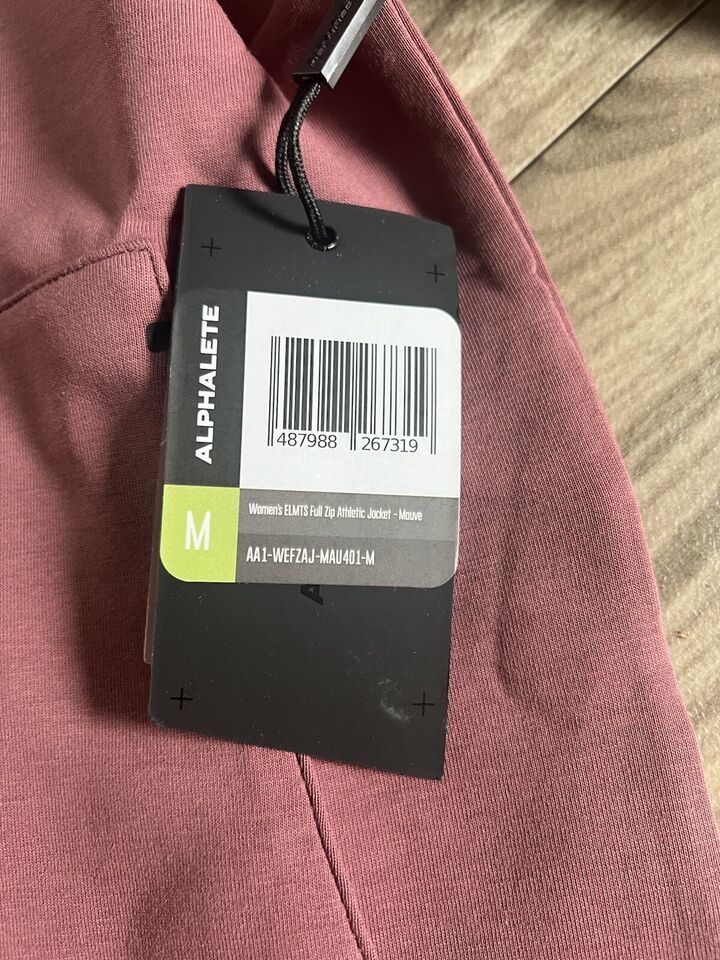 ALPHALETE
487988 267319
M
Women's ELMTS Full Zip Athletic Jacket - Mauve
AA1-WEFZAJ-MAU401-M